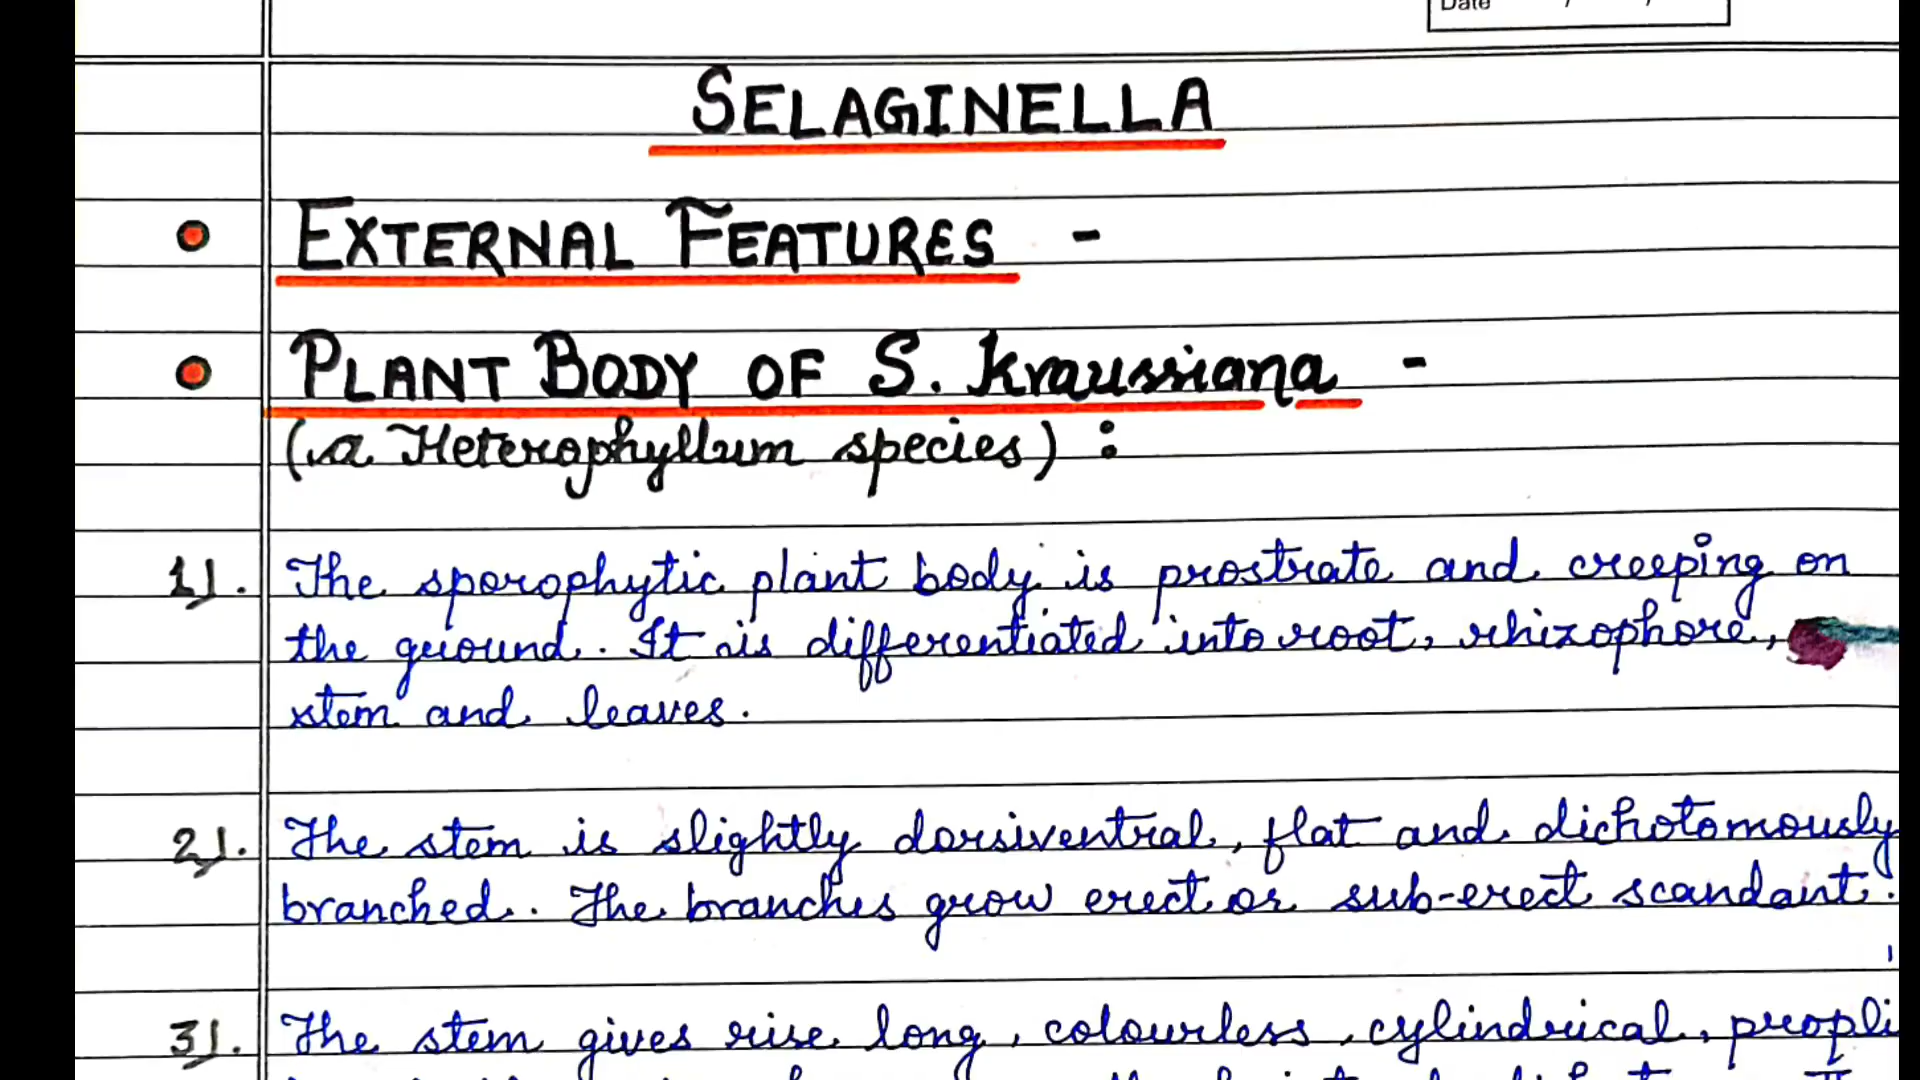 Date / /
SELAGINELLA
EXTERNAL FEATURES -
PLANT BODY OF S. Kraussiana -
(a Heterophyllum species) :
1). The sporophytic plant body is prostrate and creeping on
the ground. It is differentiated into root, rhizophore,
stem and leaves.
2). The stem is slightly dorsiventral, flat and dichotomously
branched. The branches grow erect or sub-erect scandant.
3). The stem gives rise long, colourless, cylindrical,